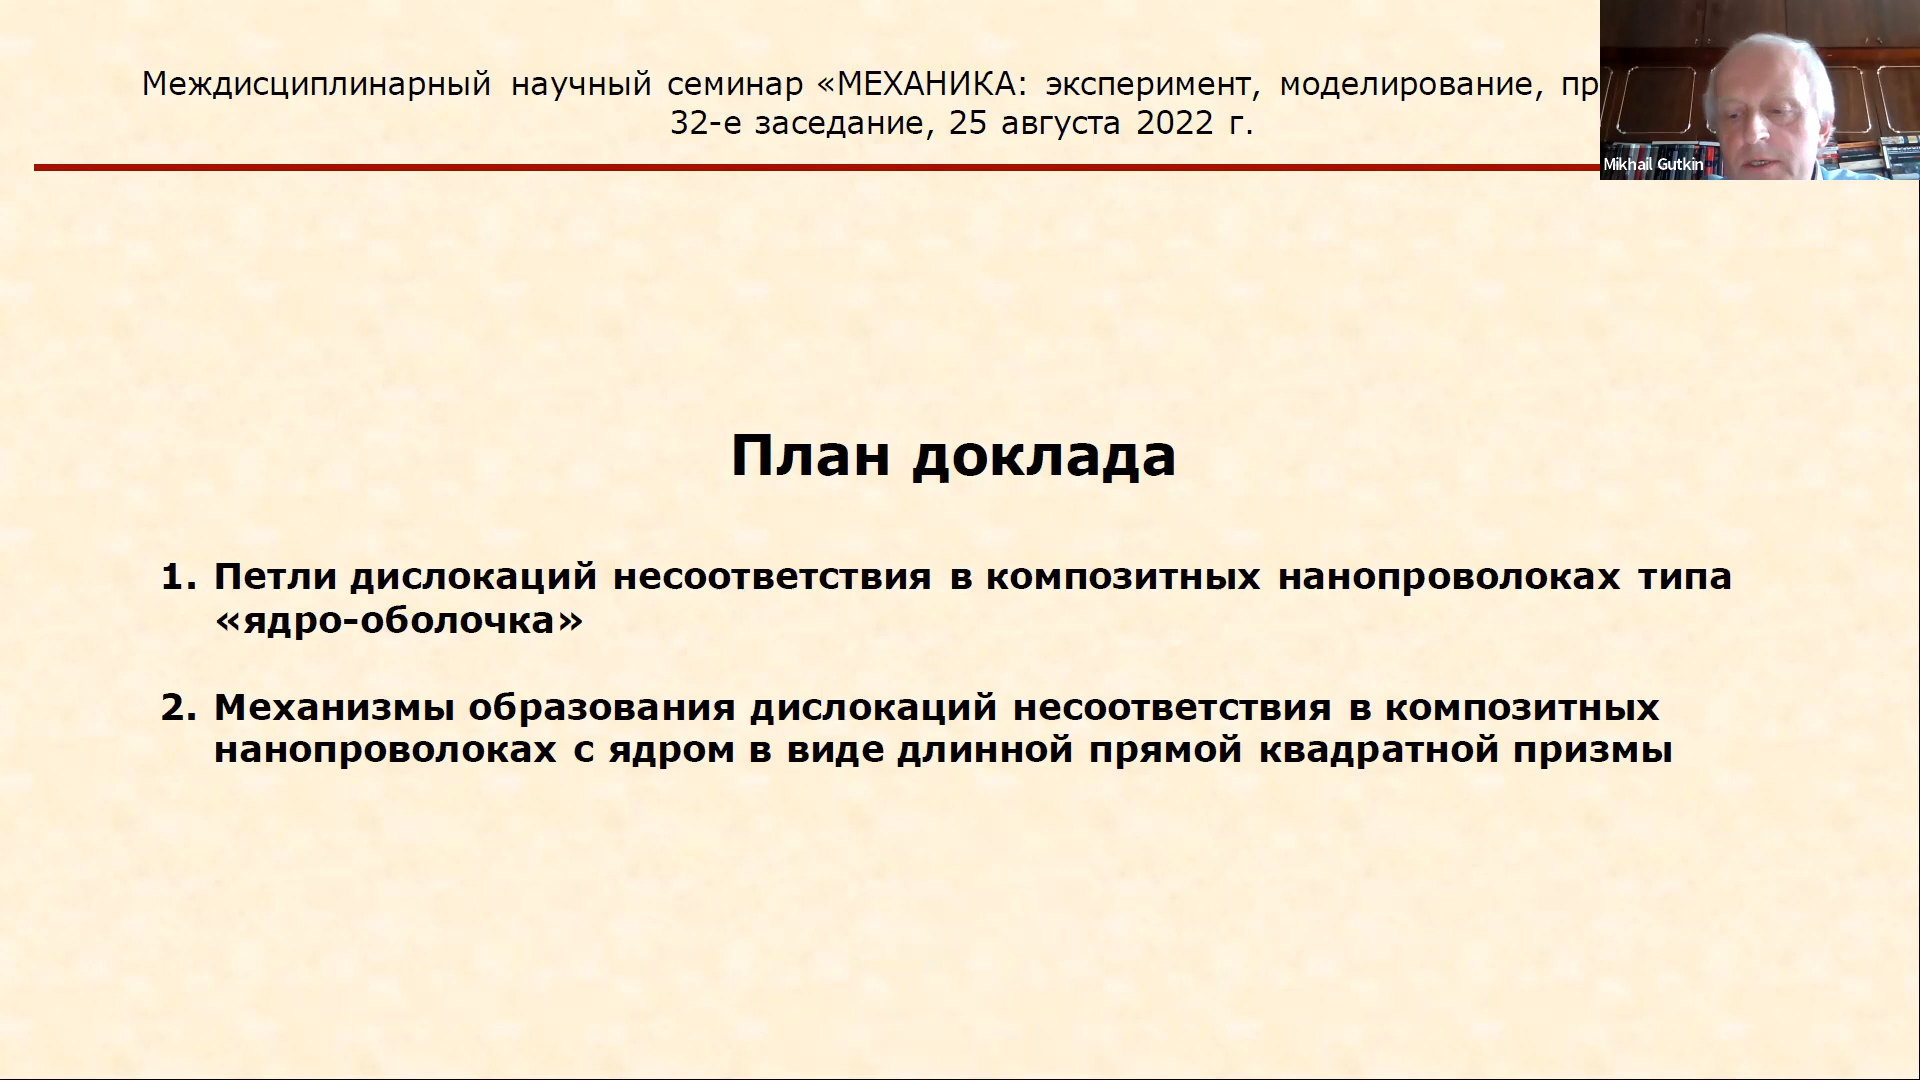 Междисциплинарный научный семинар «МЕХАНИКА: эксперимент, моделирование,
32-е заседание, 25 августа 2022 г.
Mikhail Gutkin
План доклада
1. Петли дислокаций несоответствия в композитных нанопроволоках типа
«ядро-оболочка»
2. Механизмы образования дислокаций несоответствия в композитных
нанопроволоках с ядром в виде длинной прямой квадратной призмы